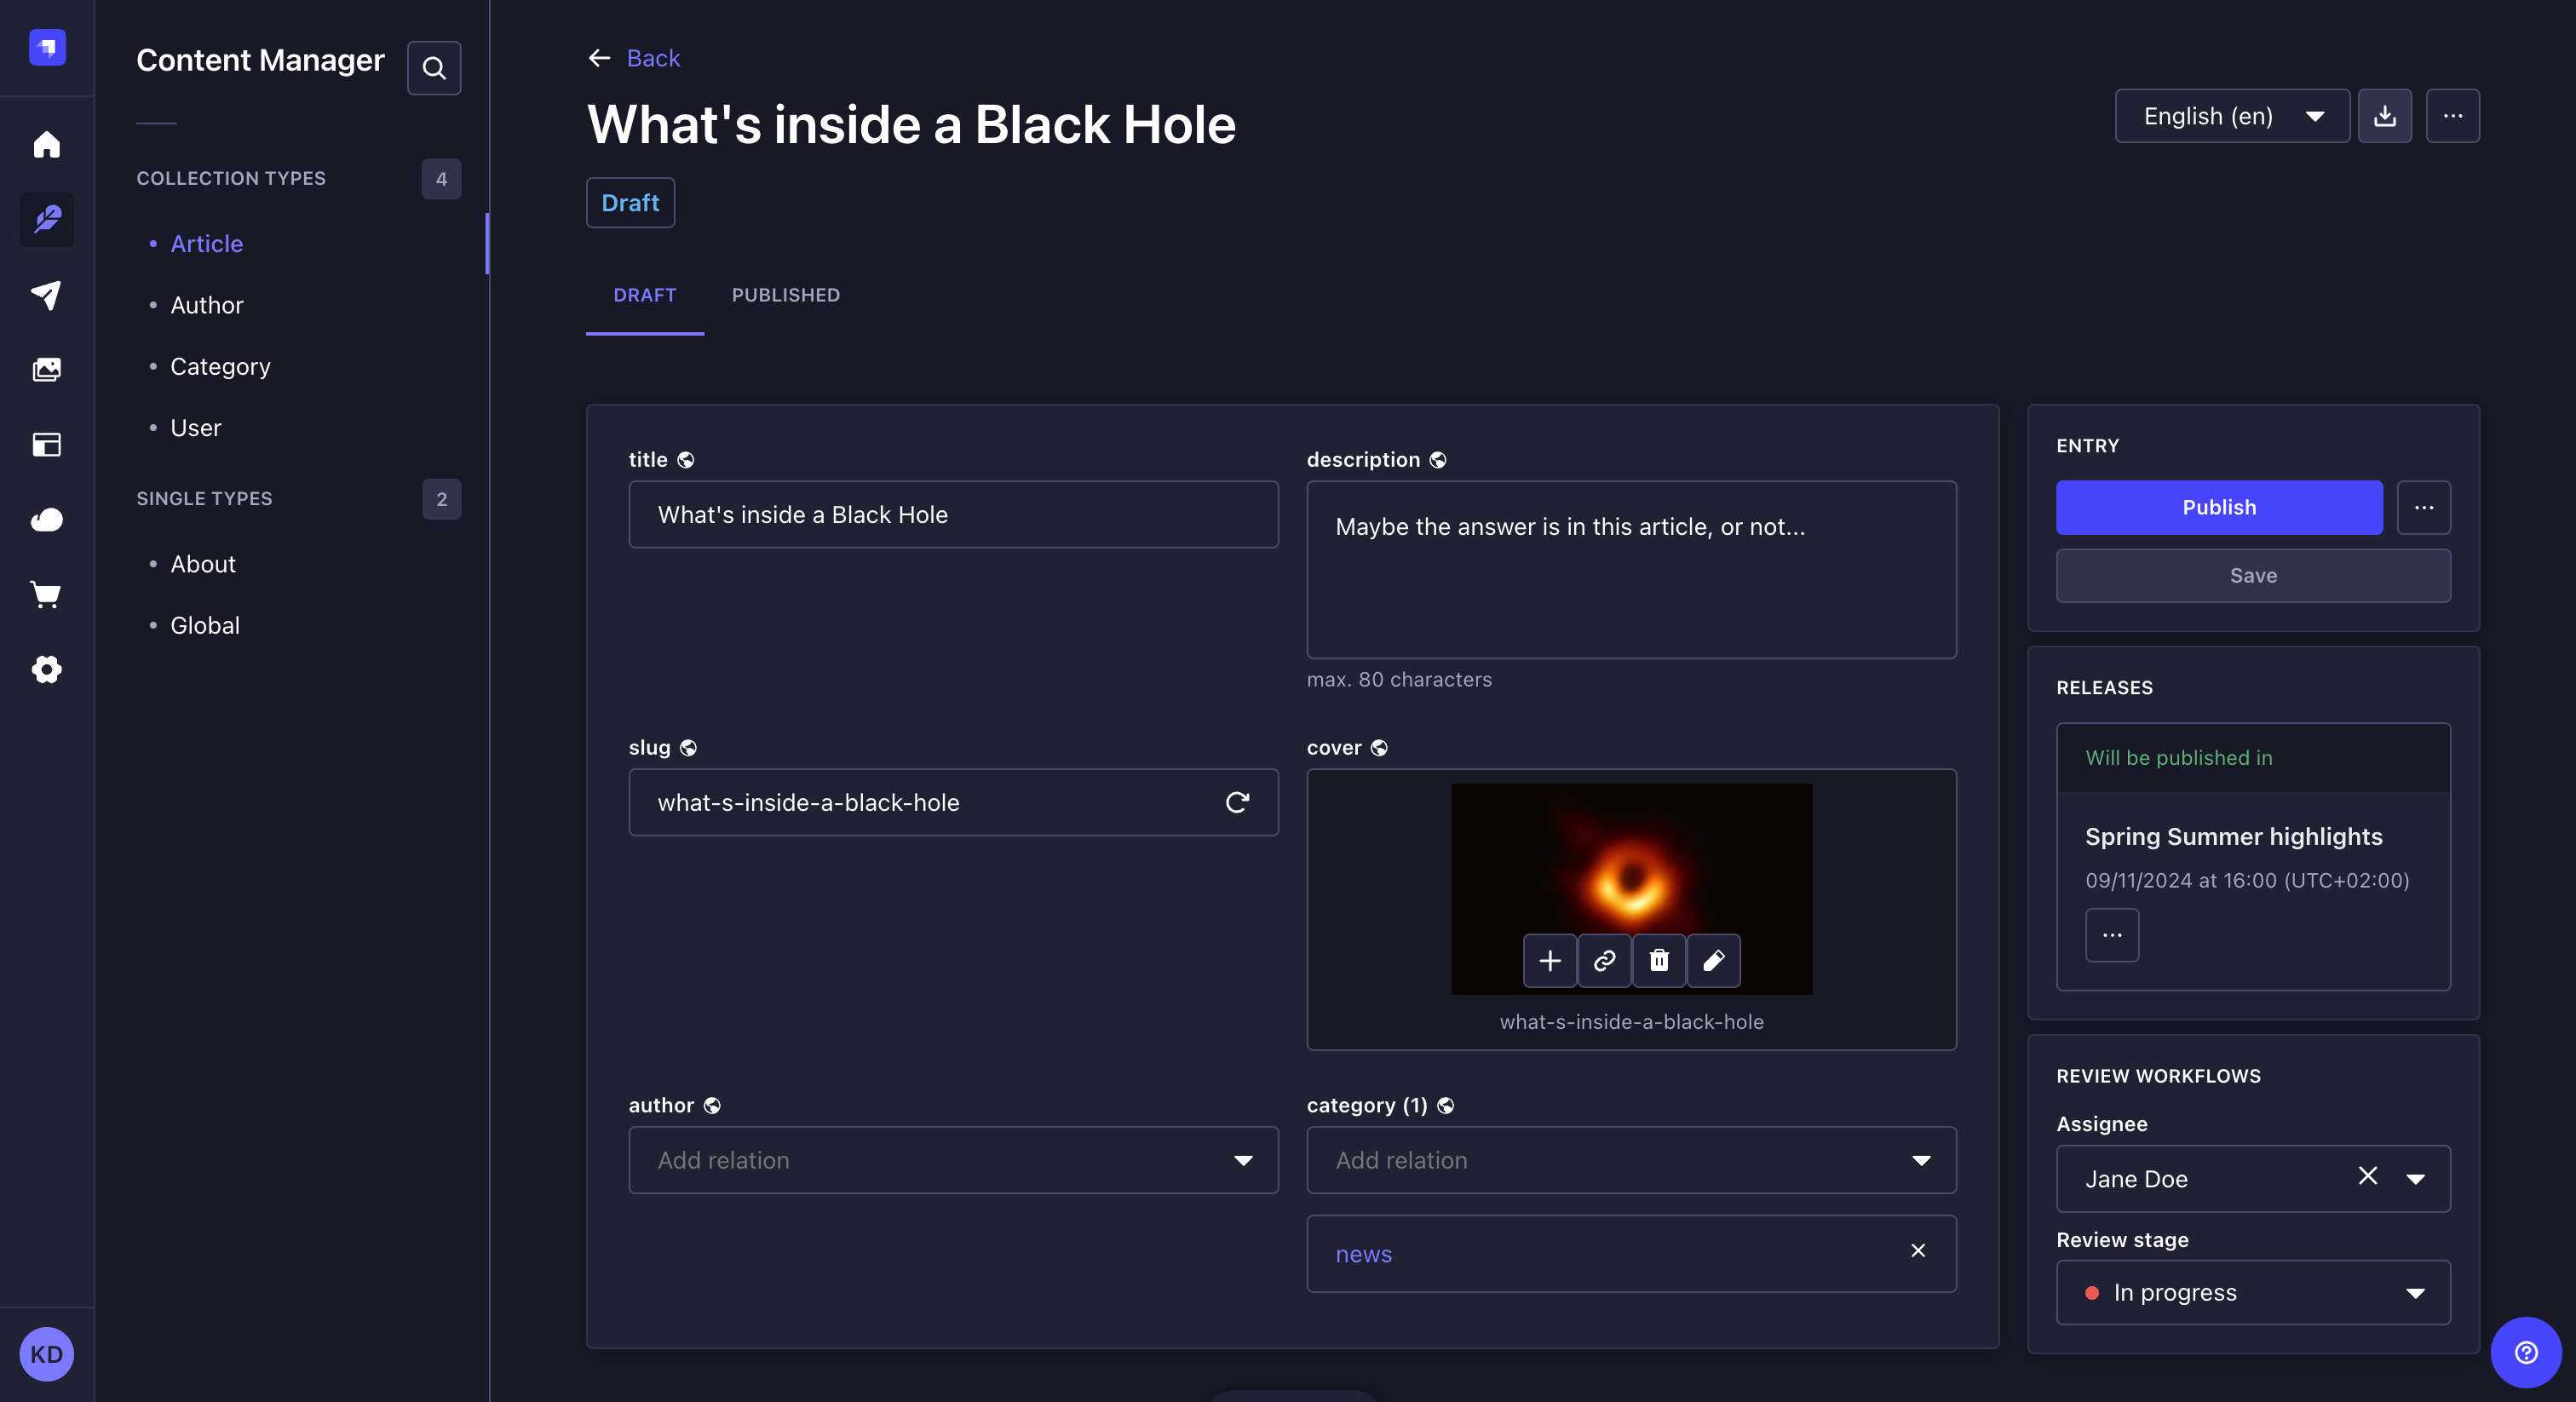 Content Manager
COLLECTION TYPES
4
Article
Author
Category
User
SINGLE TYPES
2
About
Global
KD
Back
What's inside a Black Hole
English (en)
Draft
DRAFT
PUBLISHED
title
What's inside a Black Hole
description
Maybe the answer is in this article, or not...
max. 80 characters
slug
what-s-inside-a-black-hole
cover
what-s-inside-a-black-hole
author
Add relation
category (1)
Add relation
news
ENTRY
Publish
Save
RELEASES
Will be published in
Spring Summer highlights
09/11/2024 at 16:00 (UTC+02:00)
REVIEW WORKFLOWS
Assignee
Jane Doe
Review stage
In progress